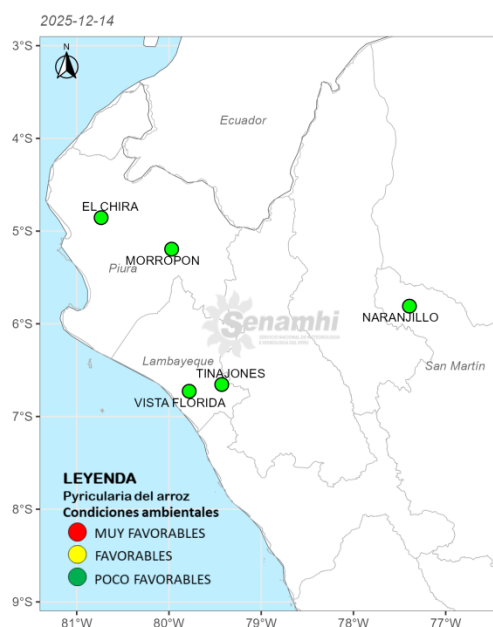 2025-12-14
3°S
N
Ecuador
4°S
EL CHIRA
5°S
MORROPON
Piura
NARANJILLO
6°S
Senamhi
Lambayeque
TINAJONES
San Martín
VISTA FLORIDA
7°S
LEYENDA
Pyricularia del arroz
Condiciones ambientales
MUY FAVORABLES
8°S
FAVORABLES
POCO FAVORABLES
9°S
81°W 80°W 79°W 78°W 77°W